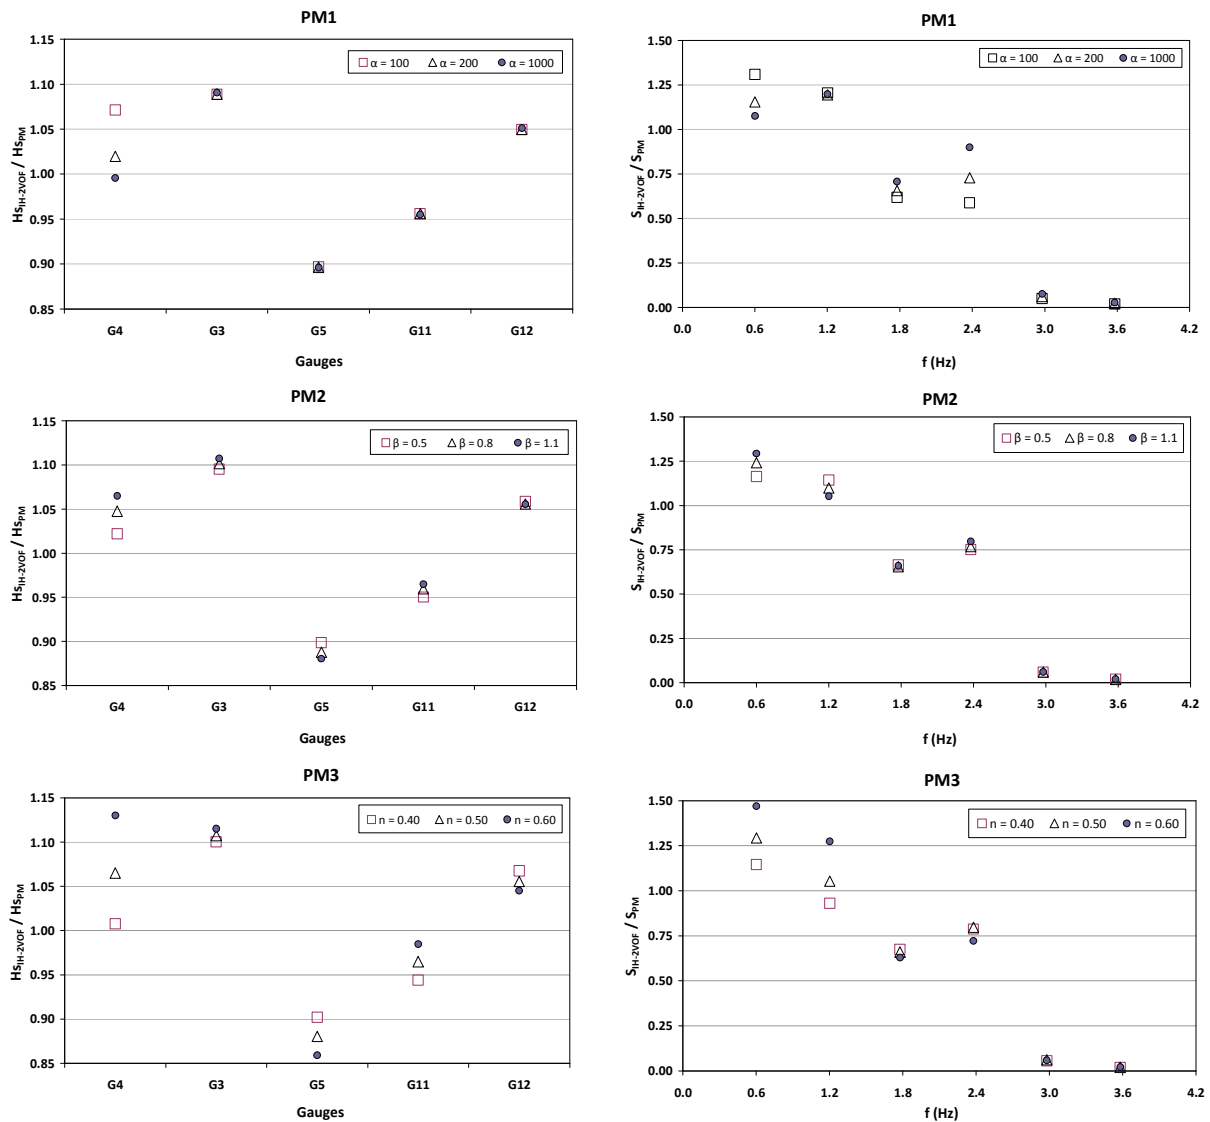 PM1
1.15
1.10
1.05
1.00
0.95
0.90
0.85
Hs_IH-2VOF / Hs_PM
α = 100 α = 200 α = 1000
G4 G3 G5 G11 G12
Gauges
PM1
1.50
1.25
1.00
0.75
0.50
0.25
0.00
S_IH-2VOF / S_PM
α = 100 α = 200 α = 1000
0.0 0.6 1.2 1.8 2.4 3.0 3.6 4.2
f (Hz)
PM2
1.15
1.10
1.05
1.00
0.95
0.90
0.85
Hs_IH-2VOF / Hs_PM
β = 0.5 β = 0.8 β = 1.1
G4 G3 G5 G11 G12
Gauges
PM2
1.50
1.25
1.00
0.75
0.50
0.25
0.00
S_IH-2VOF / S_PM
β = 0.5 β = 0.8 β = 1.1
0.0 0.6 1.2 1.8 2.4 3.0 3.6 4.2
f (Hz)
PM3
1.15
1.10
1.05
1.00
0.95
0.90
0.85
Hs_IH-2VOF / Hs_PM
n = 0.40 n = 0.50 n = 0.60
G4 G3 G5 G11 G12
Gauges
PM3
1.50
1.25
1.00
0.75
0.50
0.25
0.00
S_IH-2VOF / S_PM
n = 0.40 n = 0.50 n = 0.60
0.0 0.6 1.2 1.8 2.4 3.0 3.6 4.2
f (Hz)